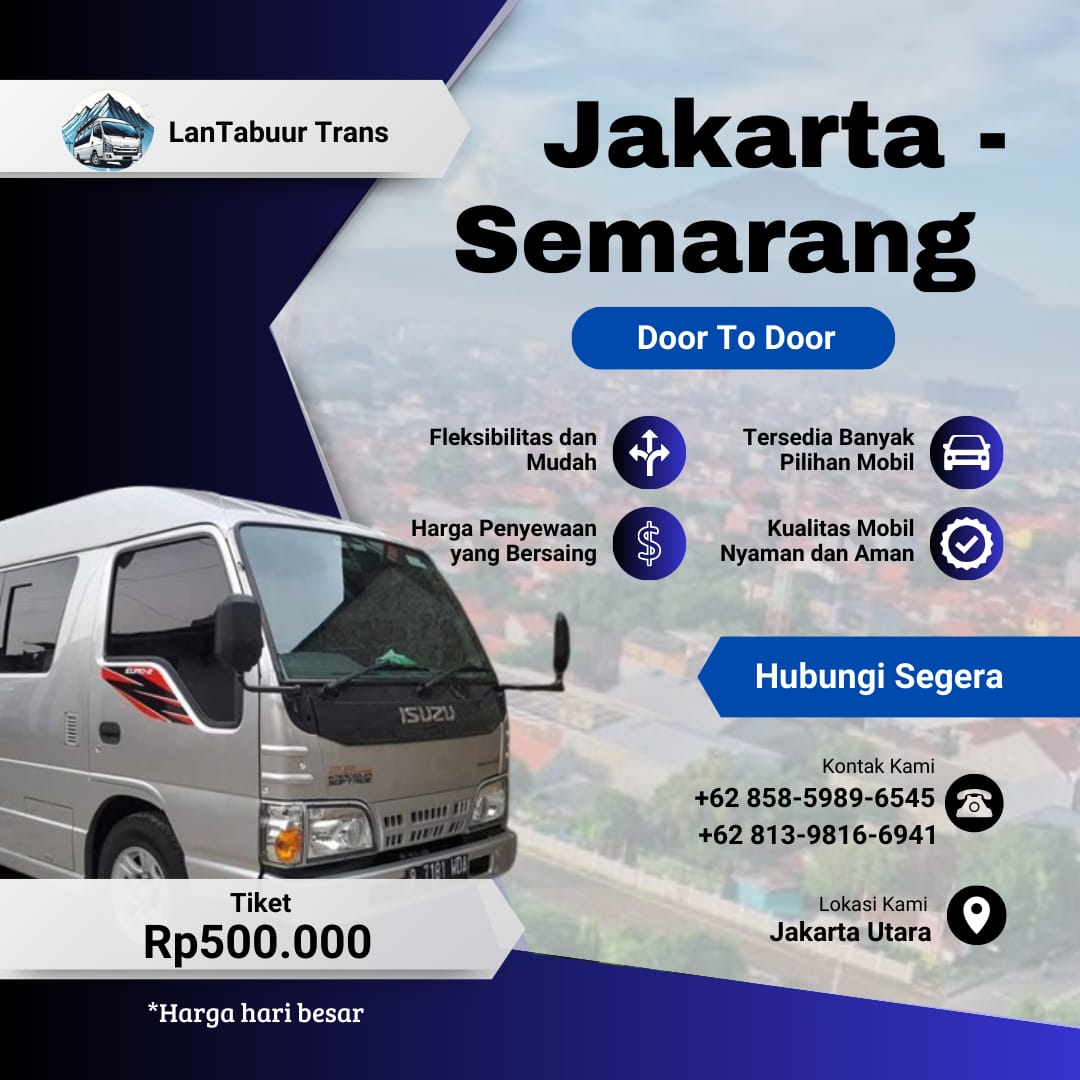 LanTabuur Trans
Jakarta -
Semarang
Door To Door
Fleksibilitas dan
Mudah
Tersedia Banyak
Pilihan Mobil
Harga Penyewaan
yang Bersaing
Kualitas Mobil
Nyaman dan Aman
EURO-2
ISUZU
Hubungi Segera
Kontak Kami
+62 858-5989-6545
+62 813-9816-6941
Lokasi Kami
Jakarta Utara
Tiket
Rp500.000
*Harga hari besar